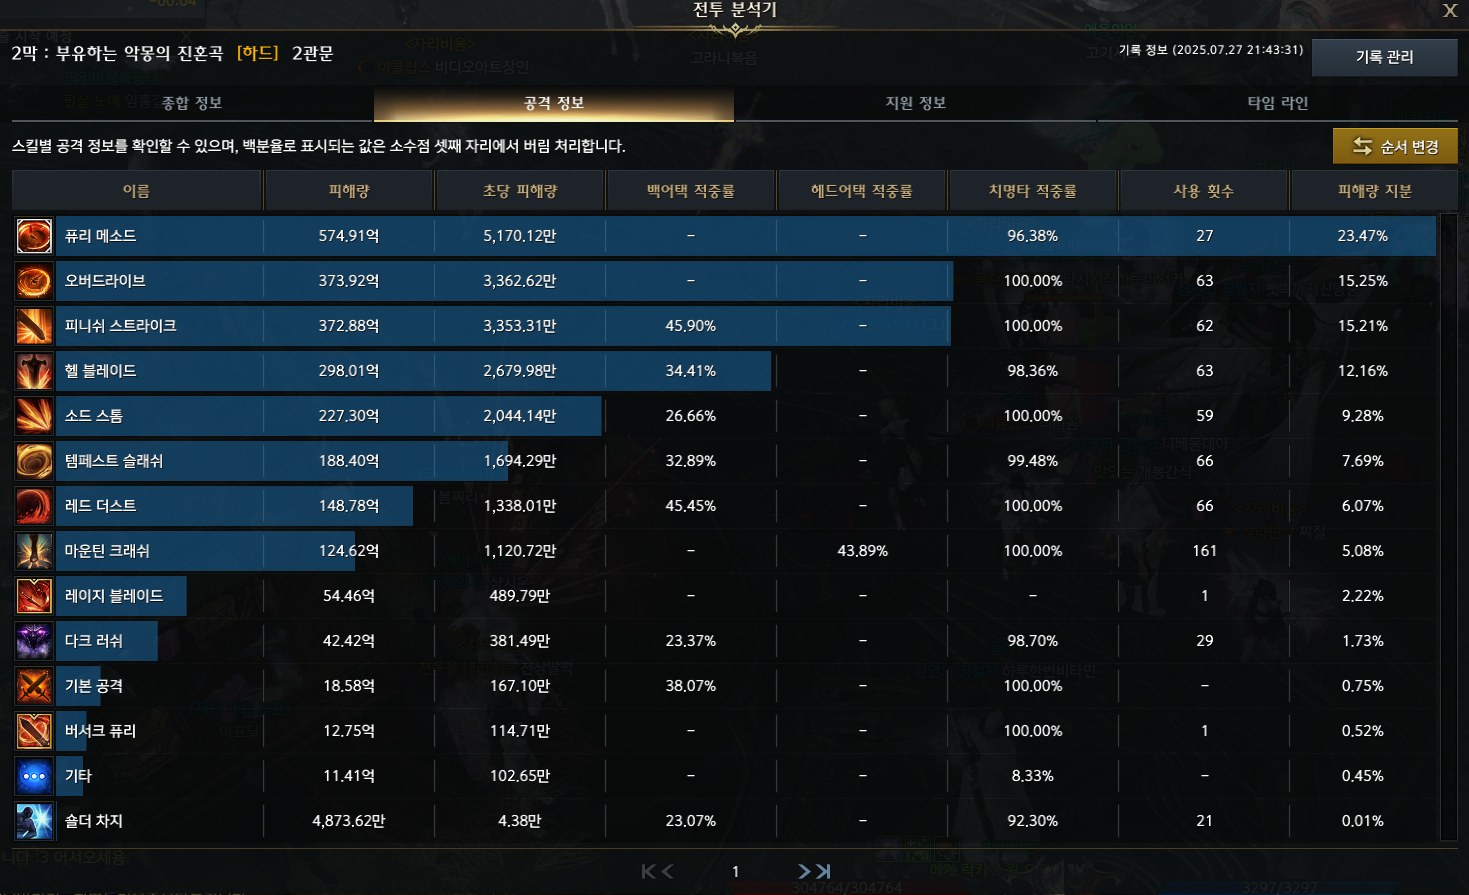 전투 분석기
X
2막 : 부유하는 악몽의 진혼곡 [하드] 2관문
기록 정보 (2025.07.27 21:43:31)
기록 관리
종합 정보 공격 정보 지원 정보 타임 라인
스킬별 공격 정보를 확인할 수 있으며, 백분율로 표시되는 값은 소수점 셋째 자리에서 버림 처리합니다.
순서 변경
이름 피해량 초당 피해량 백어택 적중률 헤드어택 적중률 치명타 적중률 사용 횟수 피해량 지분
퓨리 메소드 574.91억 5,170.12만 – – 96.38% 27 23.47%
오버드라이브 373.92억 3,362.62만 – – 100.00% 63 15.25%
피니쉬 스트라이크 372.88억 3,353.31만 45.90% – 100.00% 62 15.21%
헬 블레이드 298.01억 2,679.98만 34.41% – 98.36% 63 12.16%
소드 스톰 227.30억 2,044.14만 26.66% – 100.00% 59 9.28%
템페스트 슬래쉬 188.40억 1,694.29만 32.89% – 99.48% 66 7.69%
레드 더스트 148.78억 1,338.01만 45.45% – 100.00% 66 6.07%
마운틴 크래쉬 124.62억 1,120.72만 – 43.89% 100.00% 161 5.08%
레이지 블레이드 54.46억 489.79만 – – – 1 2.22%
다크 러쉬 42.42억 381.49만 23.37% – 98.70% 29 1.73%
기본 공격 18.58억 167.10만 38.07% – 100.00% – 0.75%
버서크 퓨리 12.75억 114.71만 – – 100.00% 1 0.52%
기타 11.41억 102.65만 – – 8.33% – 0.45%
숄더 차지 4,873.62만 4.38만 23.07% – 92.30% 21 0.01%
1
304764/304764
3297/3297